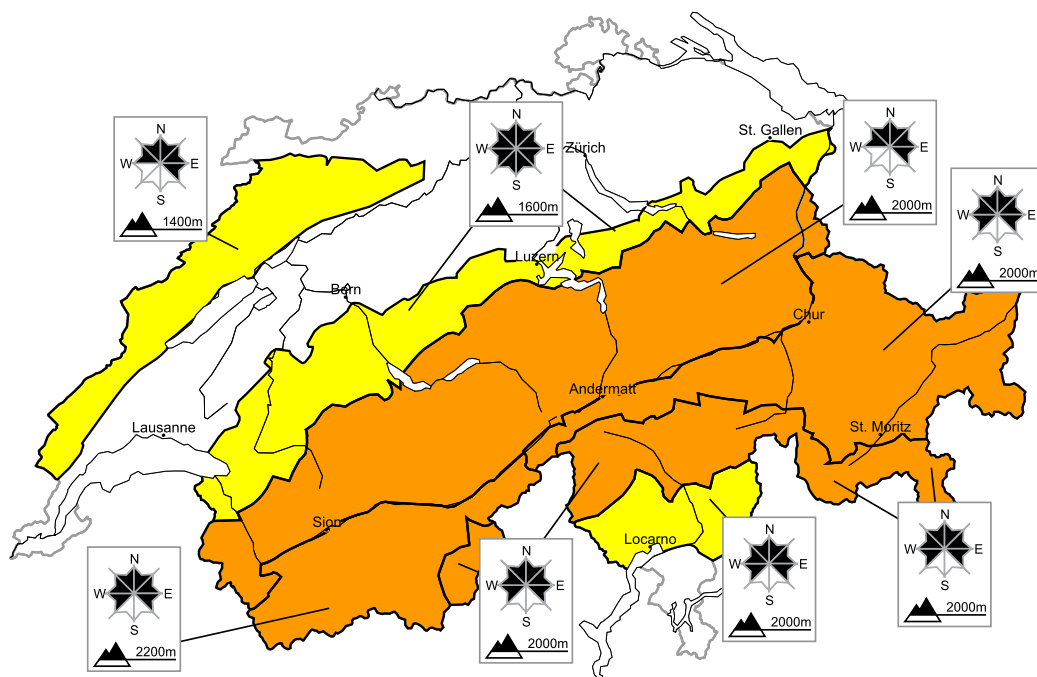 N
W E
S
1400m
N
W E
S
1600m
Zürich
St. Gallen
N
W E
S
2000m
N
W E
S
2000m
Luzern
Bern
Chur
Andermatt
Lausanne
St. Moritz
Sion
Locarno
N
W E
S
2200m
N
W E
S
2000m
N
W E
S
2000m
N
W E
S
2000m